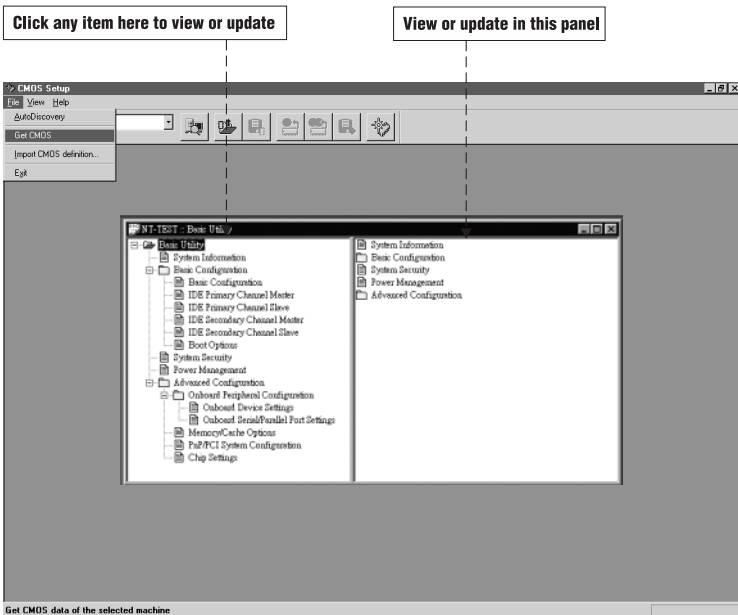 Click any item here to view or update
View or update in this panel
CMOS Setup
File View Help
AutoDiscovery
Get CMOS
Import CMOS definition...
Exit
NT-TEST :: Basic Utility
Basic Utility
System Information
Basic Configuration
Basic Configuration
IDE Primary Channel Master
IDE Primary Channel Slave
IDE Secondary Channel Master
IDE Secondary Channel Slave
Boot Options
System Security
Power Management
Advanced Configuration
Onboard Peripheral Configuration
Onboard Device Settings
Onboard Serial/Parallel Port Settings
Memory/Cache Options
PnP/PCI System Configuration
Chip Settings
System Information
Basic Configuration
System Security
Power Management
Advanced Configuration
Get CMOS data of the selected machine